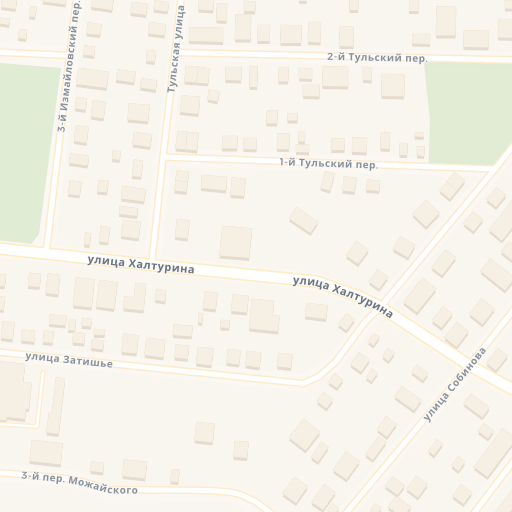 3-й Измайловский пер.
Тульская улица
2-й Тульский пер.
1-й Тульский пер.
улица Халтурина
улица Халтурина
улица Затишье
улица Собинова
3-й пер. Можайского